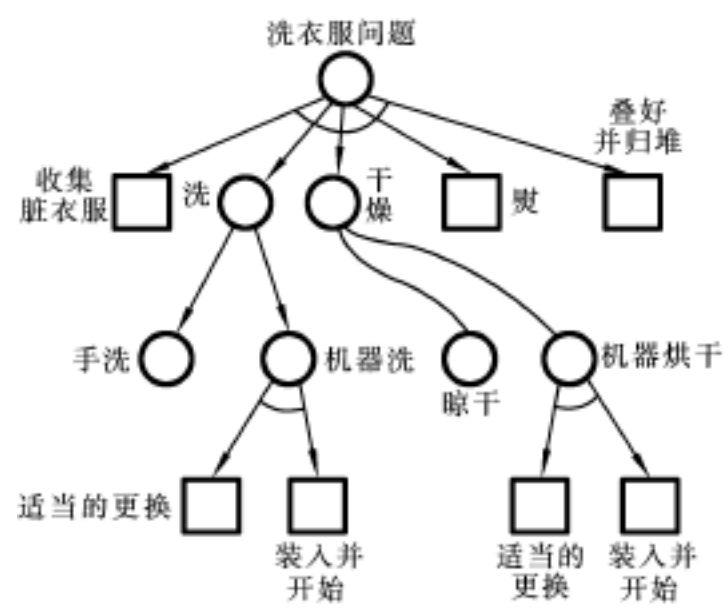 洗衣服问题
叠好
并归堆
收集
脏衣服
洗
干
燥
熨
手洗
机器洗
晾干
机器烘干
适当的更换
装入并
开始
适当的
更换
装入并
开始